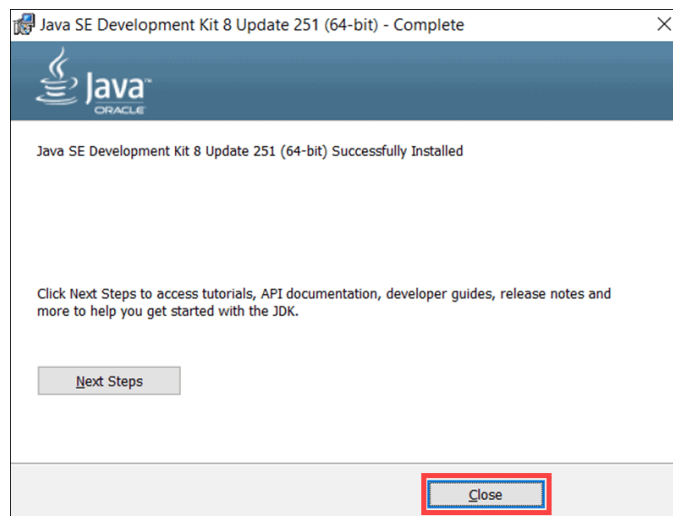 Java SE Development Kit 8 Update 251 (64-bit) - Complete
Java™
ORACLE
Java SE Development Kit 8 Update 251 (64-bit) Successfully Installed
Click Next Steps to access tutorials, API documentation, developer guides, release notes and
more to help you get started with the JDK.
Next Steps
Close